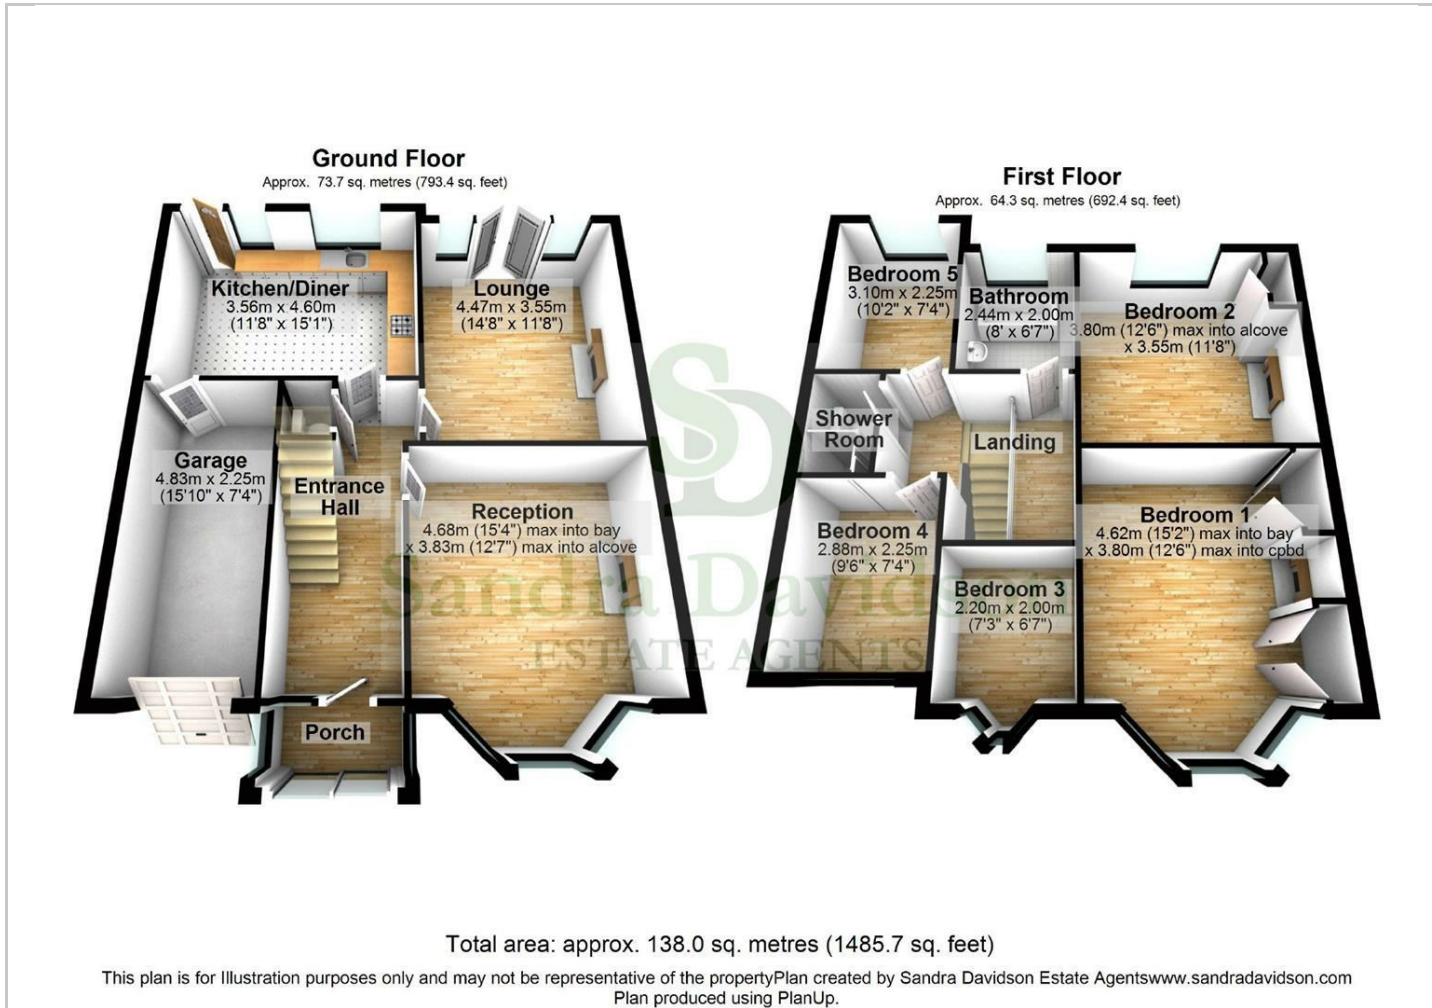 Ground Floor
Approx. 73.7 sq. metres (793.4 sq. feet)
Kitchen/Diner
3.56m x 4.60m
(11'8" x 15'1")
Lounge
4.47m x 3.55m
(14'8" x 11'8")
Garage
4.83m x 2.25m
(15'10" x 7'4")
Entrance
Hall
Reception
4.68m (15'4") max into bay
x 3.83m (12'7") max into alcove
Porch
First Floor
Approx. 64.3 sq. metres (692.4 sq. feet)
Bedroom 5
3.10m x 2.25m
(10'2" x 7'4")
Bathroom
2.44m x 2.00m
(8' x 6'7")
Bedroom 2
3.80m (12'6") max into alcove
x 3.55m (11'8")
Shower
Room
Landing
Bedroom 4
2.88m x 2.25m
(9'6" x 7'4")
Bedroom 3
2.20m x 2.00m
(7'3" x 6'7")
Bedroom 1
4.62m (15'2") max into bay
x 3.80m (12'6") max into cpbd
SD
Sandra Davidson
ESTATE AGENTS
Total area: approx. 138.0 sq. metres (1485.7 sq. feet)
This plan is for Illustration purposes only and may not be representative of the propertyPlan created by Sandra Davidson Estate Agentswww.sandradavidson.com
Plan produced using PlanUp.